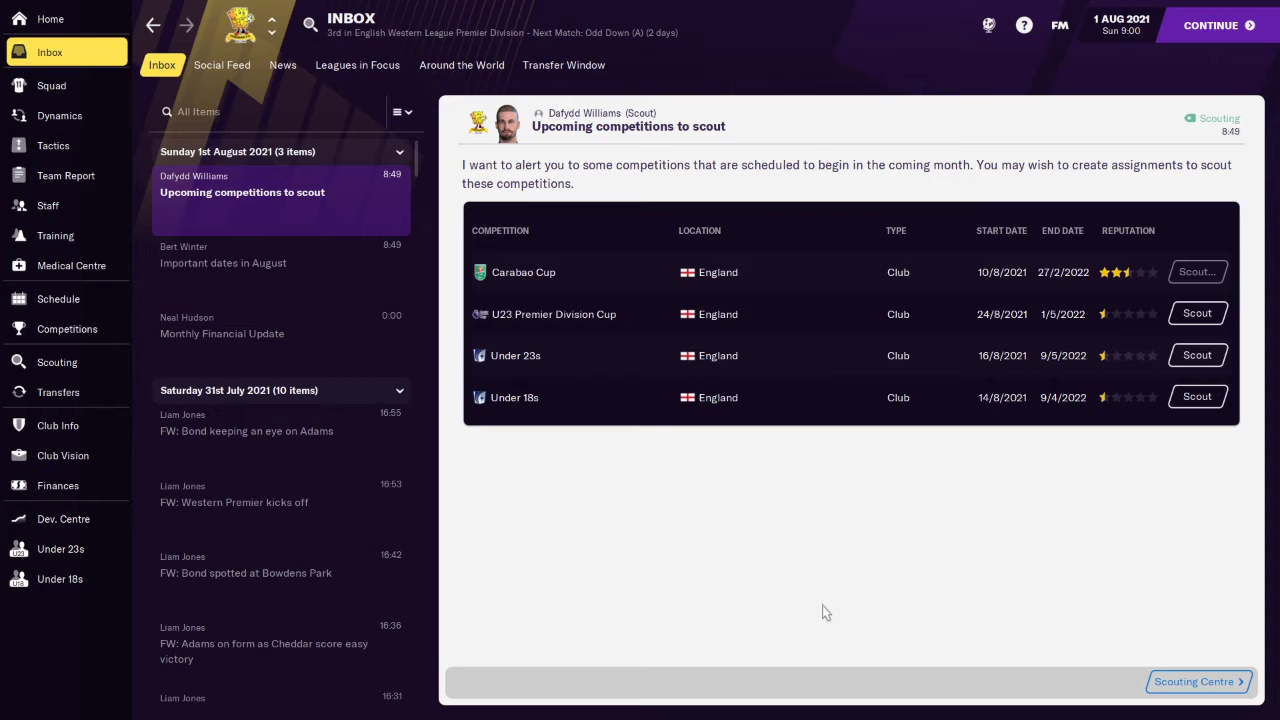 Home
Inbox
Squad
Dynamics
Tactics
Team Report
Staff
Training
Medical Centre
Schedule
Competitions
Scouting
Transfers
Club Info
Club Vision
Finances
Dev. Centre
U23 Under 23s
U18 Under 18s
INBOX
3rd in English Western League Premier Division - Next Match: Odd Down (A) (2 days)
FM
1 AUG 2021
Sun 9:00
CONTINUE
Inbox Social Feed News Leagues in Focus Around the World Transfer Window
All Items
Sunday 1st August 2021 (3 items)
Dafydd Williams 8:49
Upcoming competitions to scout
Bert Winter 8:49
Important dates in August
Neal Hudson 0:00
Monthly Financial Update
Saturday 31st July 2021 (10 items)
Liam Jones 16:55
FW: Bond keeping an eye on Adams
Liam Jones 16:53
FW: Western Premier kicks off
Liam Jones 16:42
FW: Bond spotted at Bowdens Park
Liam Jones 16:36
FW: Adams on form as Cheddar score easy
victory
Liam Jones 16:31
Dafydd Williams (Scout)
Upcoming competitions to scout
Scouting
8:49
I want to alert you to some competitions that are scheduled to begin in the coming month. You may wish to create assignments to scout
these competitions.
COMPETITION LOCATION TYPE START DATE END DATE REPUTATION
Carabao Cup England Club 10/8/2021 27/2/2022 Scout...
U23 Premier Division Cup England Club 24/8/2021 1/5/2022 Scout
Under 23s England Club 16/8/2021 9/5/2022 Scout
Under 18s England Club 14/8/2021 9/4/2022 Scout
Scouting Centre